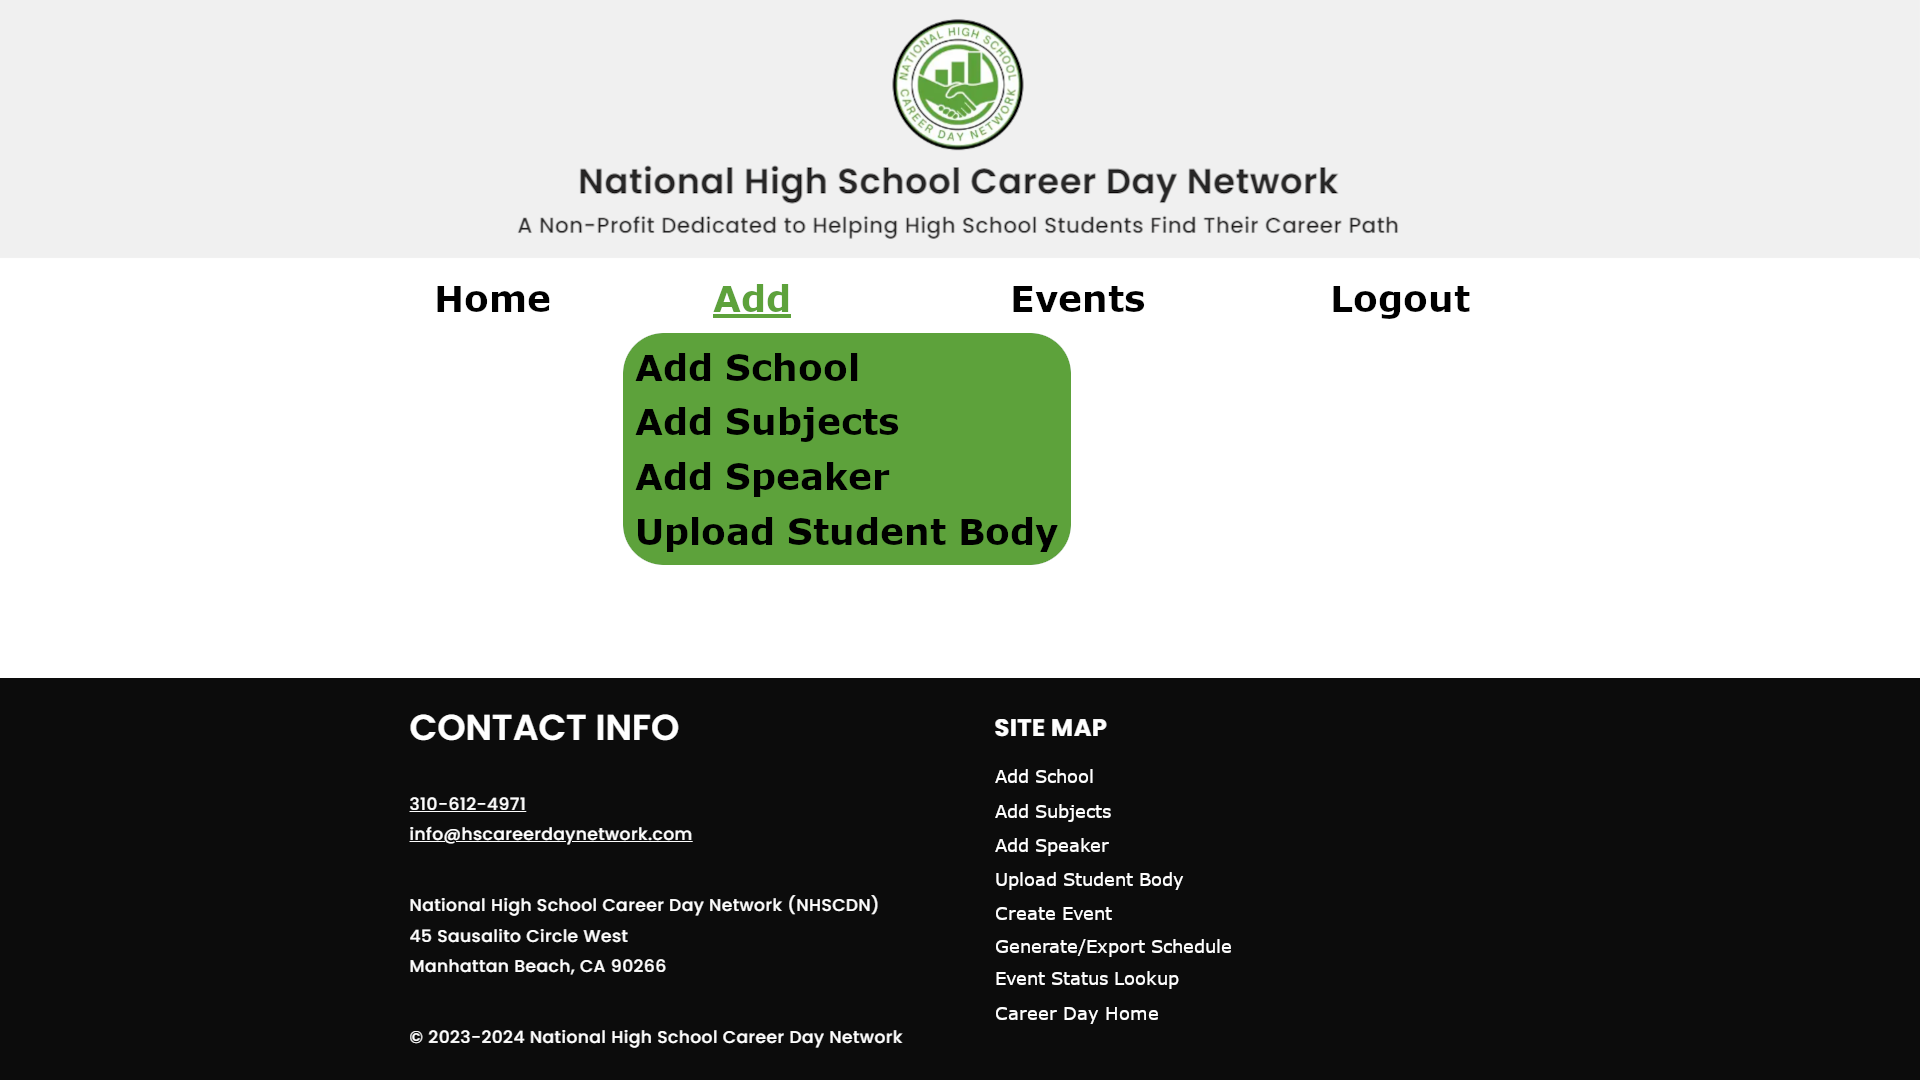 NATIONAL HIGH SCHOOL
CAREER DAY NETWORK
National High School Career Day Network
A Non-Profit Dedicated to Helping High School Students Find Their Career Path
Home Add Events Logout
Add School
Add Subjects
Add Speaker
Upload Student Body
CONTACT INFO
310-612-4971
info@hscareerdaynetwork.com
National High School Career Day Network (NHSCDN)
45 Sausalito Circle West
Manhattan Beach, CA 90266
© 2023-2024 National High School Career Day Network
SITE MAP
Add School
Add Subjects
Add Speaker
Upload Student Body
Create Event
Generate/Export Schedule
Event Status Lookup
Career Day Home